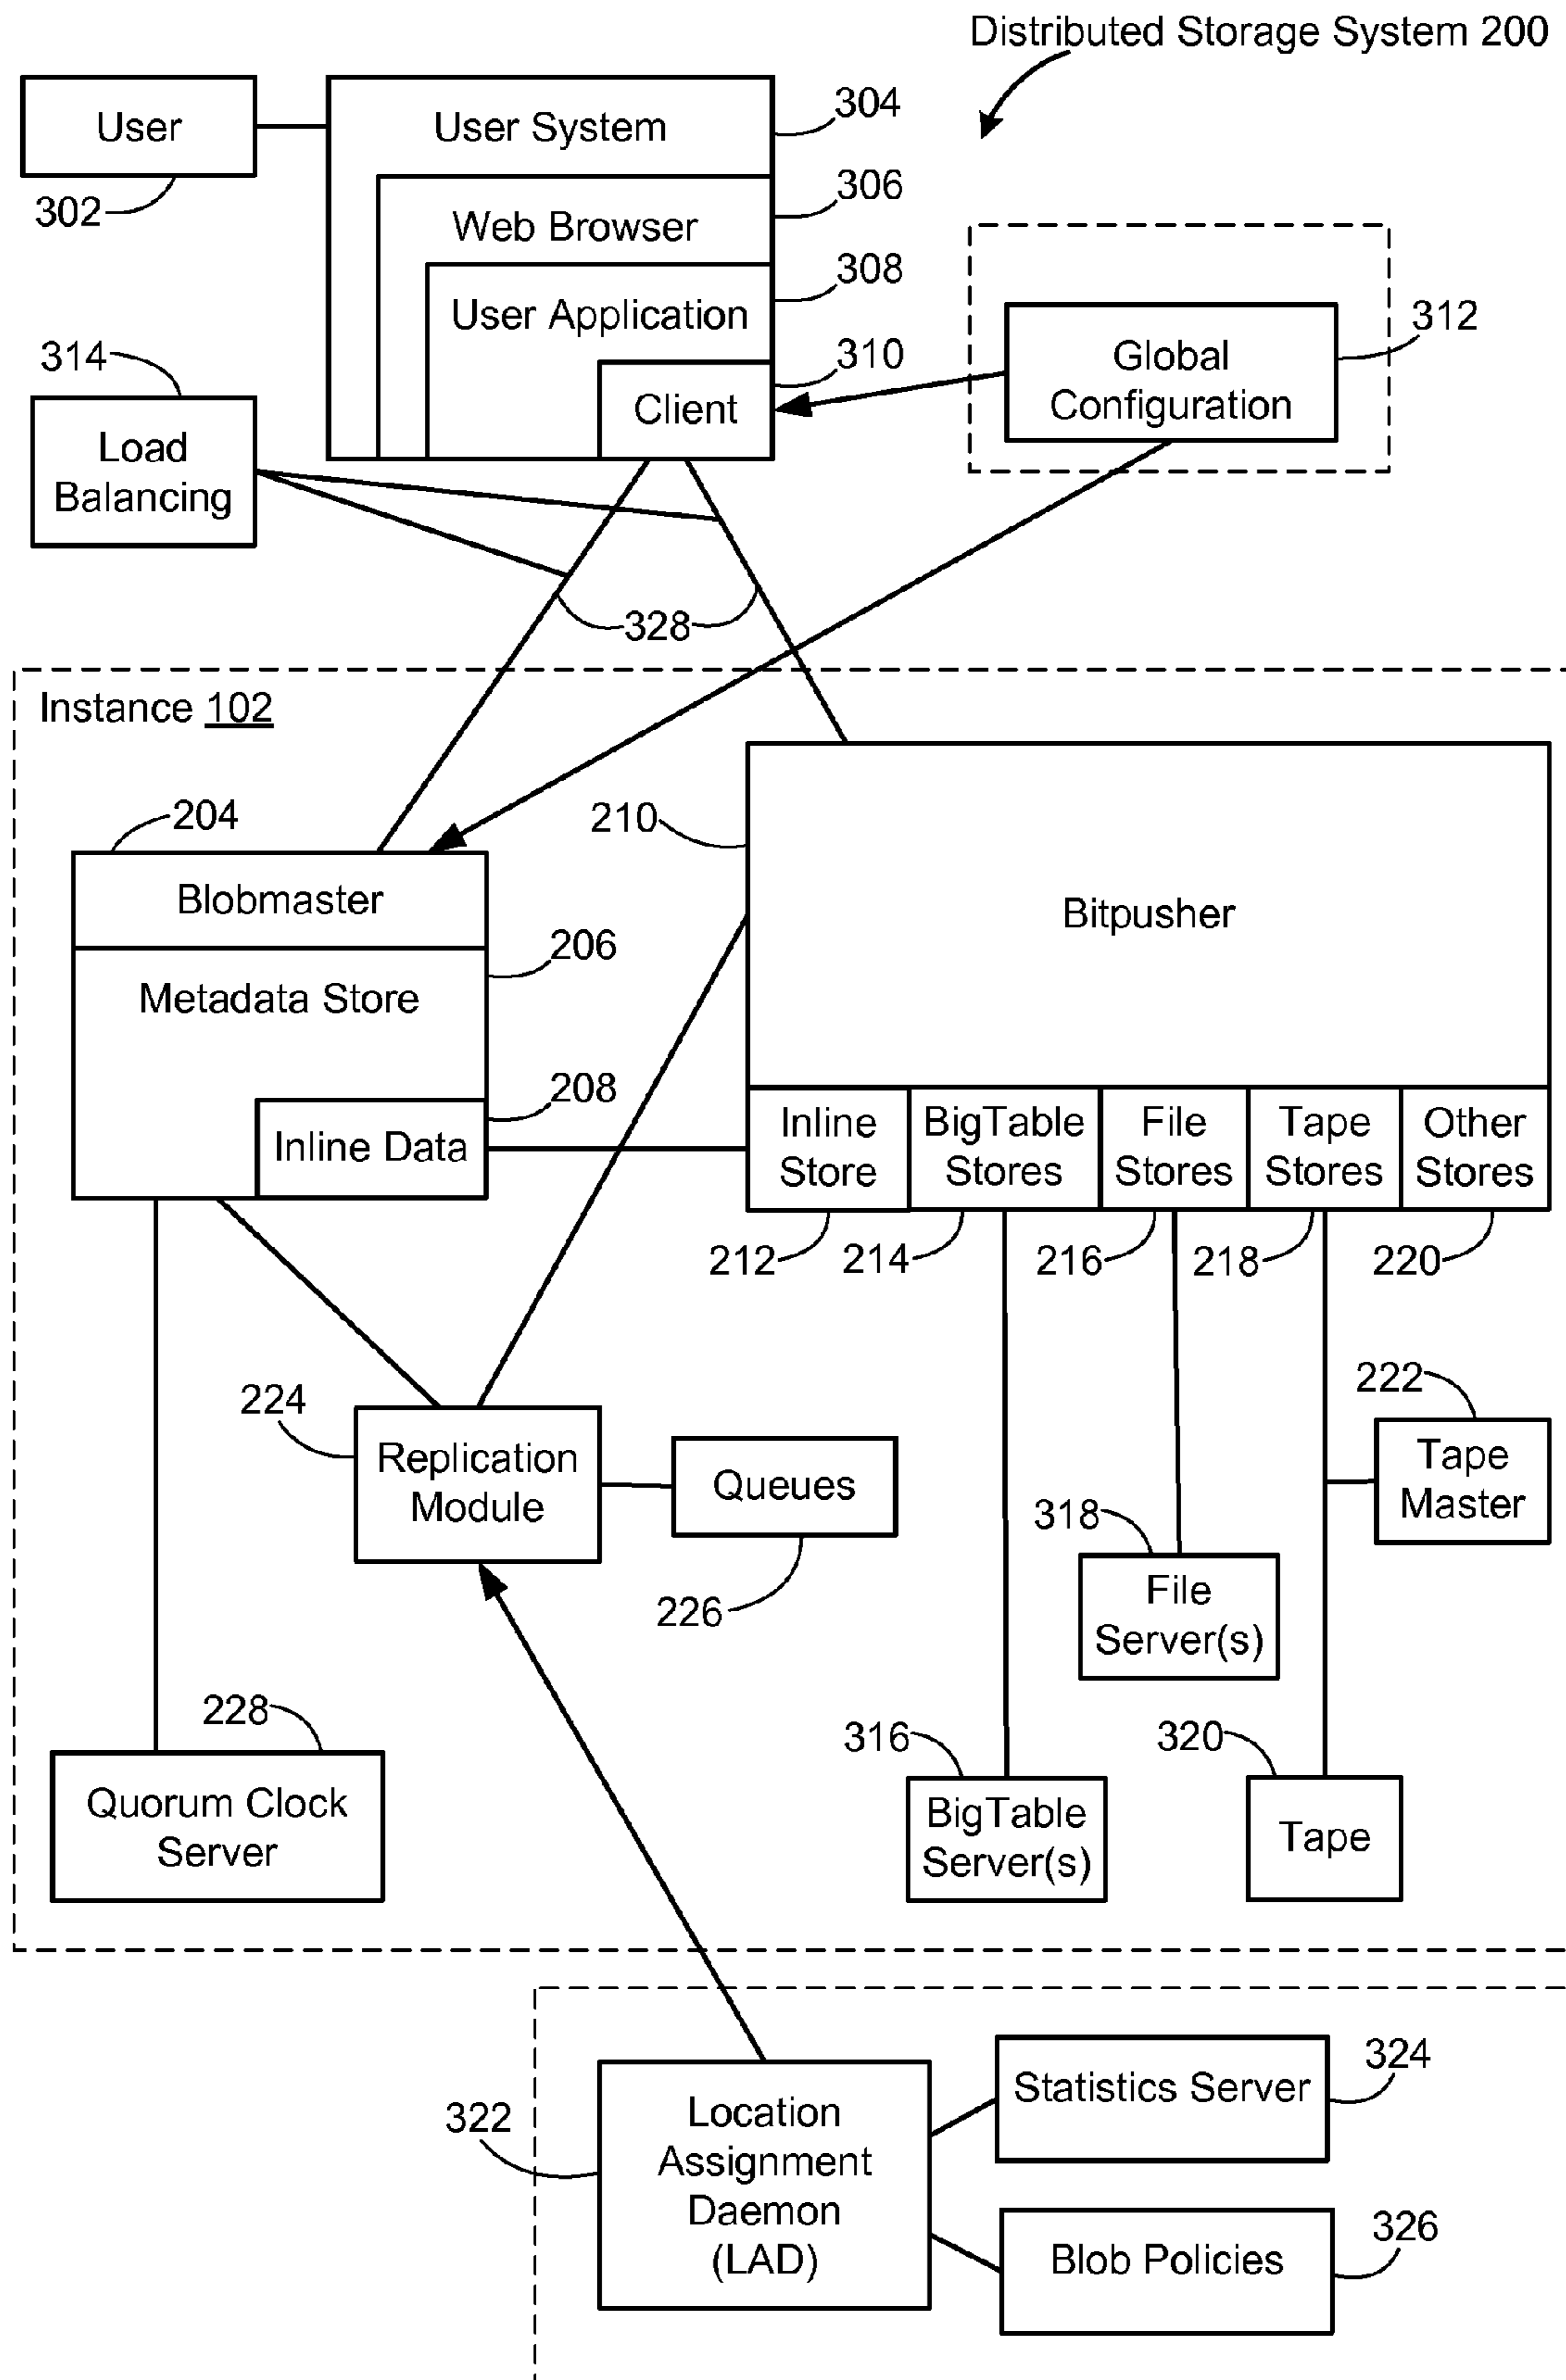 Distributed Storage System 200
User
302
User System
304
Web Browser
306
User Application
308
Client
310
Global
Configuration
312
314
Load
Balancing
328
Instance 102
204
Blobmaster
206
Metadata Store
208
Inline Data
210
Bitpusher
Inline
Store
BigTable
Stores
File
Stores
Tape
Stores
Other
Stores
212
214
216
218
220
224
Replication
Module
Queues
226
222
Tape
Master
318
File
Server(s)
228
Quorum Clock
Server
316
BigTable
Server(s)
320
Tape
322
Location
Assignment
Daemon
(LAD)
Statistics Server
324
Blob Policies
326